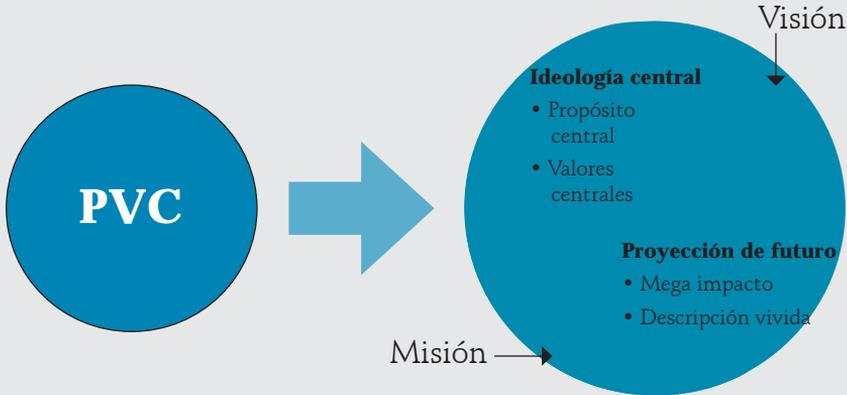 Visión
Ideología central
• Propósito
central
• Valores
centrales
PVC
Proyección de futuro
• Mega impacto
• Descripción vivida
Misión